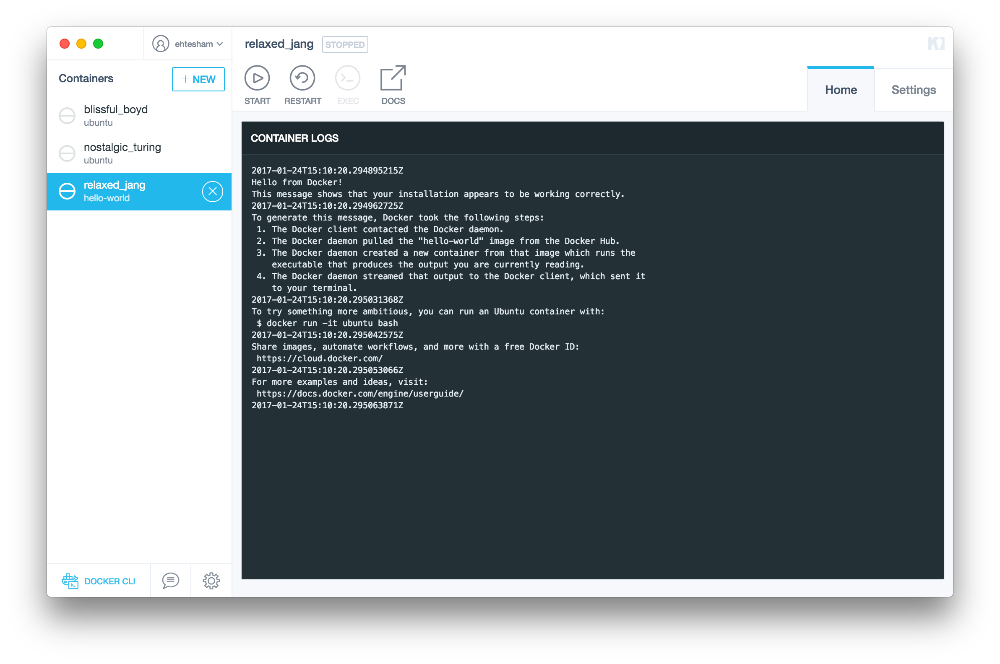 ehtesham
relaxed_jang STOPPED
Containers
+ NEW
START RESTART EXEC DOCS
Home Settings
blissful_boyd
ubuntu
nostalgic_turing
ubuntu
relaxed_jang
hello-world
CONTAINER LOGS
2017-01-24T15:10:20.294895215Z
Hello from Docker!
This message shows that your installation appears to be working correctly.
2017-01-24T15:10:20.294962725Z
To generate this message, Docker took the following steps:
1. The Docker client contacted the Docker daemon.
2. The Docker daemon pulled the "hello-world" image from the Docker Hub.
3. The Docker daemon created a new container from that image which runs the
executable that produces the output you are currently reading.
4. The Docker daemon streamed that output to the Docker client, which sent it
to your terminal.
2017-01-24T15:10:20.295031368Z
To try something more ambitious, you can run an Ubuntu container with:
$ docker run -it ubuntu bash
2017-01-24T15:10:20.295042575Z
Share images, automate workflows, and more with a free Docker ID:
https://cloud.docker.com/
2017-01-24T15:10:20.295053066Z
For more examples and ideas, visit:
https://docs.docker.com/engine/userguide/
2017-01-24T15:10:20.295063871Z
DOCKER CLI